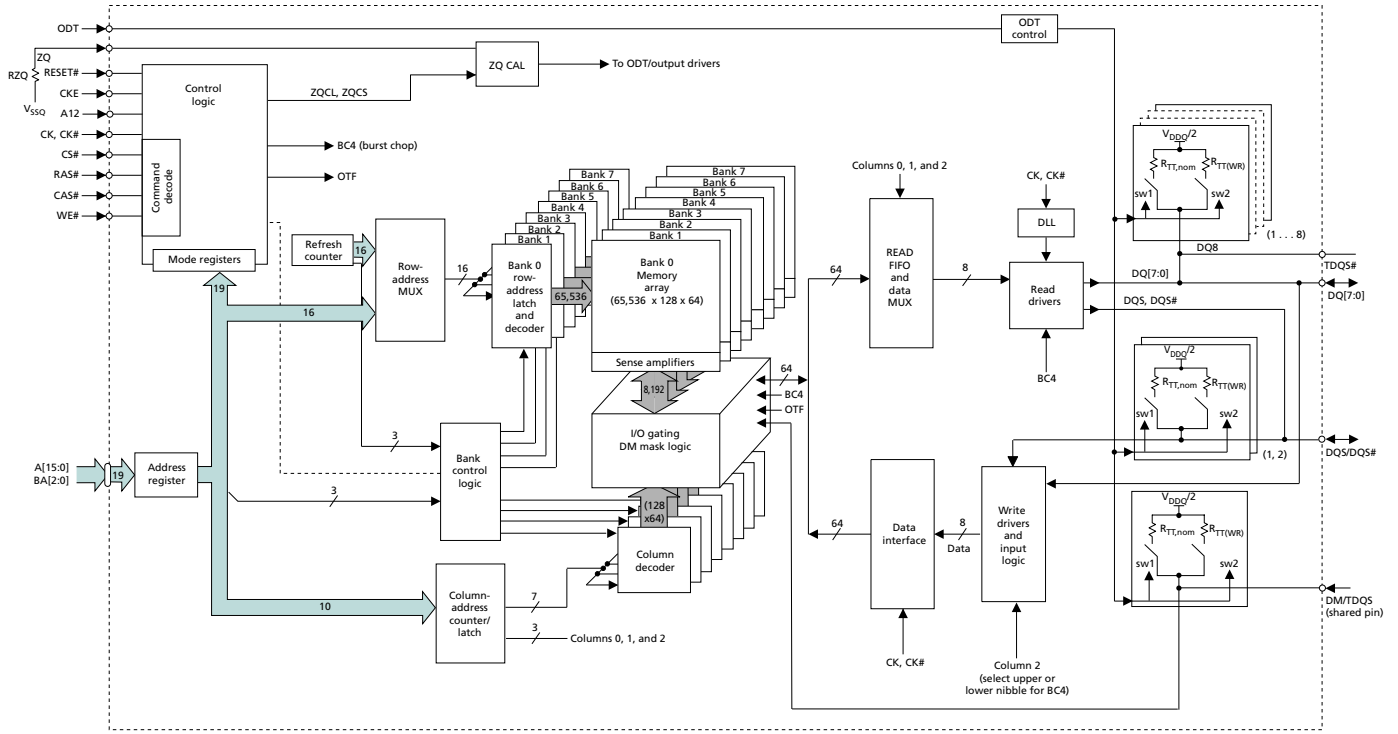 ODT
ODT
control
ZQ
RZQ
V_SSQ
RESET#
CKE
A12
CK, CK#
CS#
RAS#
CAS#
WE#
Control
logic
Command
decode
Mode registers
ZQ CAL
To ODT/output drivers
ZQCL, ZQCS
BC4 (burst chop)
OTF
Refresh
counter
16
Row-
address
MUX
16
Bank 7
Bank 6
Bank 5
Bank 4
Bank 3
Bank 2
Bank 1
Bank 0
row-
address
latch
and
decoder
65,536
Bank 7
Bank 6
Bank 5
Bank 4
Bank 3
Bank 2
Bank 1
Bank 0
Memory
array
(65,536 x 128 x 64)
Sense amplifiers
8,192
I/O gating
DM mask logic
64
BC4
OTF
(128
x64)
Column
decoder
19
16
A[15:0]
BA[2:0]
19
Address
register
3
3
Bank
control
logic
10
Column-
address
counter/
latch
7
3
Columns 0, 1, and 2
Columns 0, 1, and 2
64
READ
FIFO
and
data
MUX
8
CK, CK#
DLL
Read
drivers
BC4
DQ8
DQ[7:0]
DQS, DQS#
64
Data
interface
8
Data
CK, CK#
Write
drivers
and
input
logic
Column 2
(select upper or
lower nibble for BC4)
V_DDQ/2
R_TT,nom
R_TT(WR)
sw1
sw2
(1 . . . 8)
TDQS#
DQ[7:0]
V_DDQ/2
R_TT,nom
R_TT(WR)
sw1
sw2
(1, 2)
DQS/DQS#
V_DDQ/2
R_TT,nom
R_TT(WR)
sw1
sw2
DM/TDQS
(shared pin)